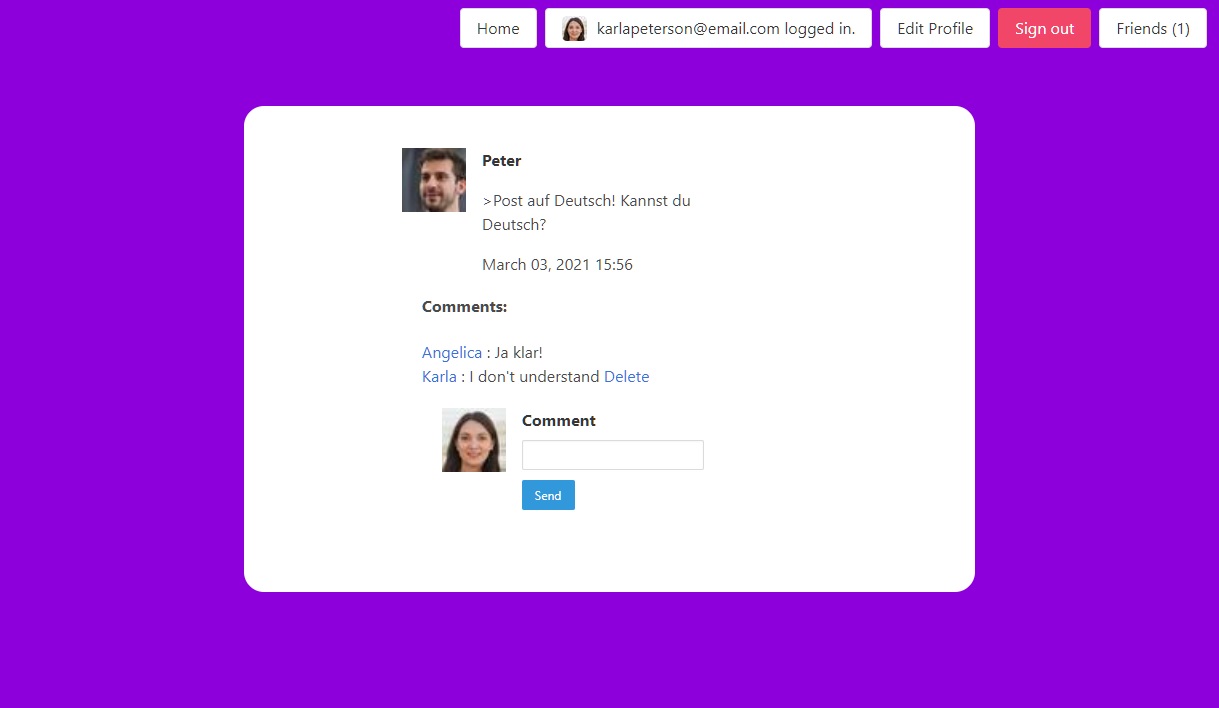 Home karlapeterson@email.com logged in. Edit Profile Sign out Friends (1)
Peter
>Post auf Deutsch! Kannst du
Deutsch?
March 03, 2021 15:56
Comments:
Angelica : Ja klar!
Karla : I don't understand Delete
Comment
Send